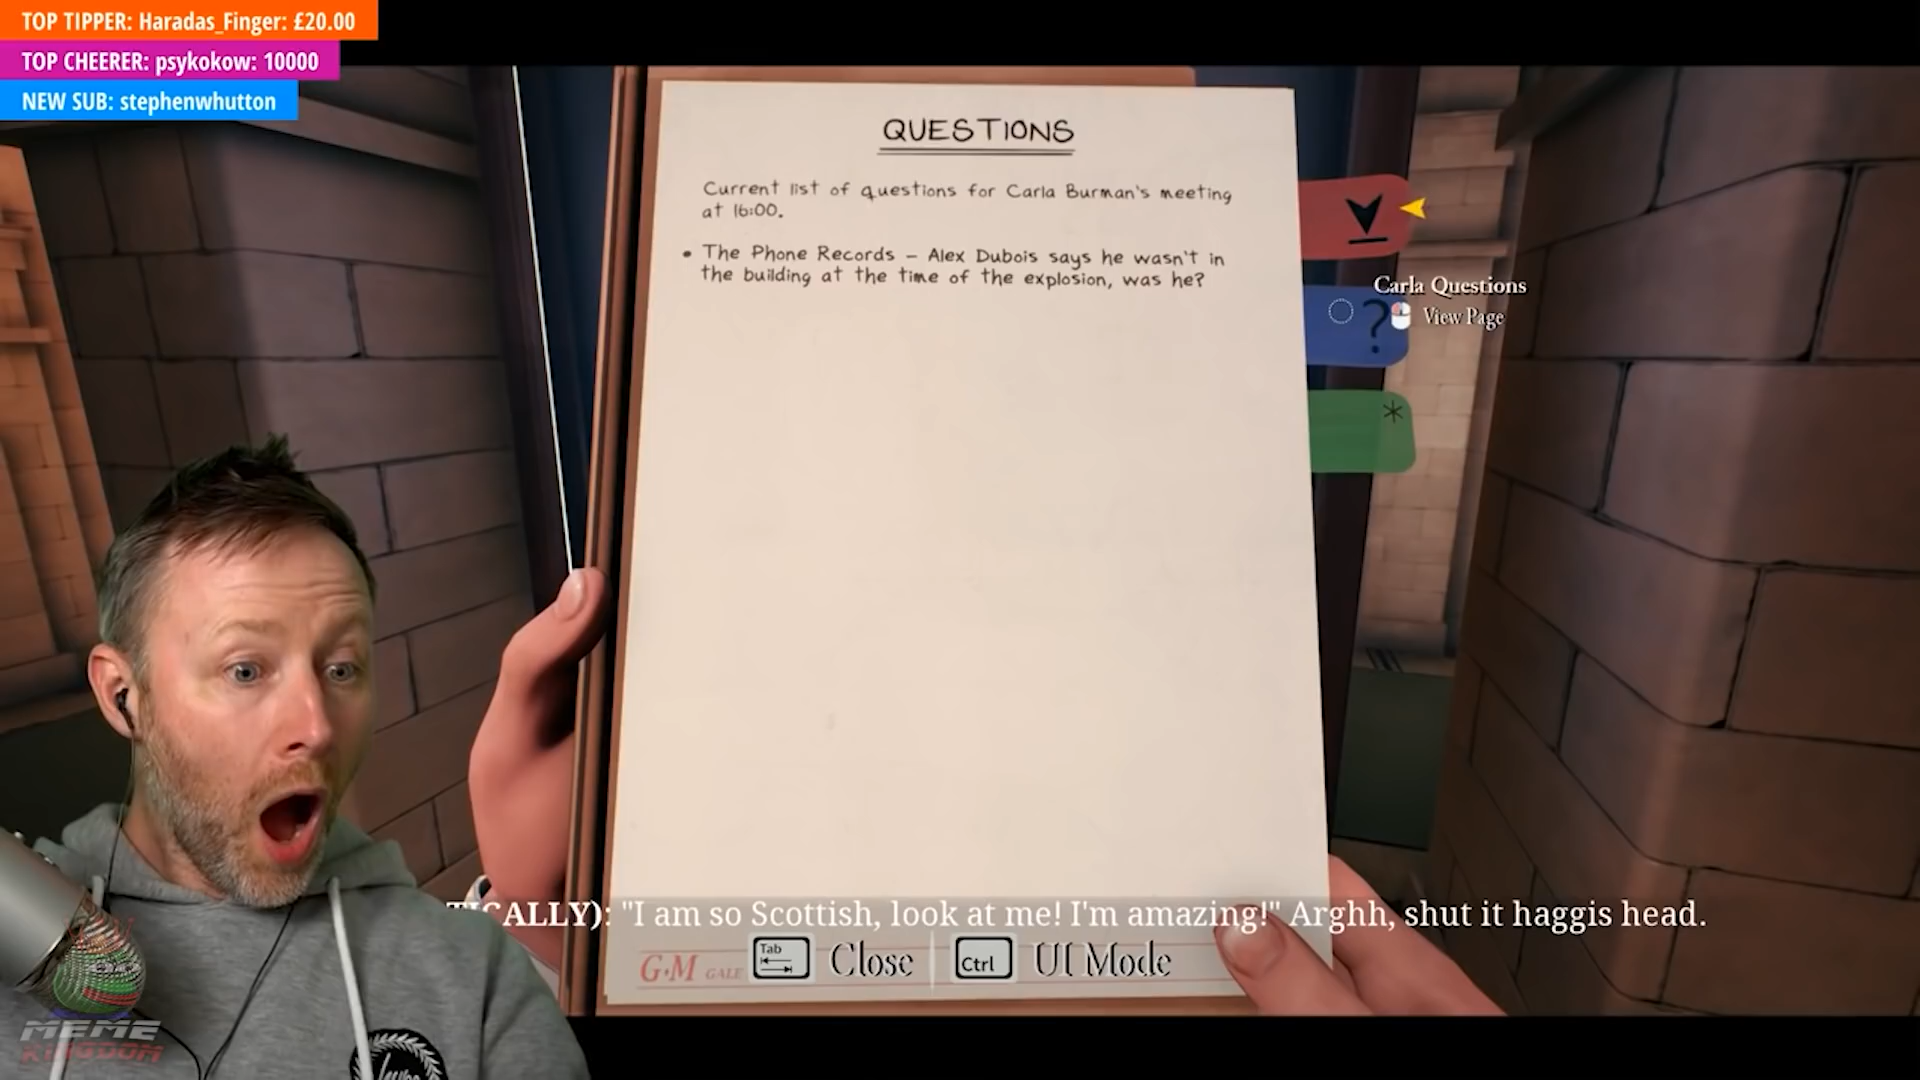 TOP TIPPER: Haradas_Finger: £20.00
TOP CHEERER: psykokow: 10000
NEW SUB: stephenwhutton
QUESTIONS
Current list of questions for Carla Burman's meeting
at 16:00.
• The Phone Records – Alex Dubois says he wasn't in
the building at the time of the explosion, was he?
Carla Questions
?
View Page
*
CALLY): "I am so Scottish, look at me! I'm amazing!" Arghh, shut it haggis head.
G·M GALE
Tab Close
Ctrl UI Mode
MEME
KINGDOM